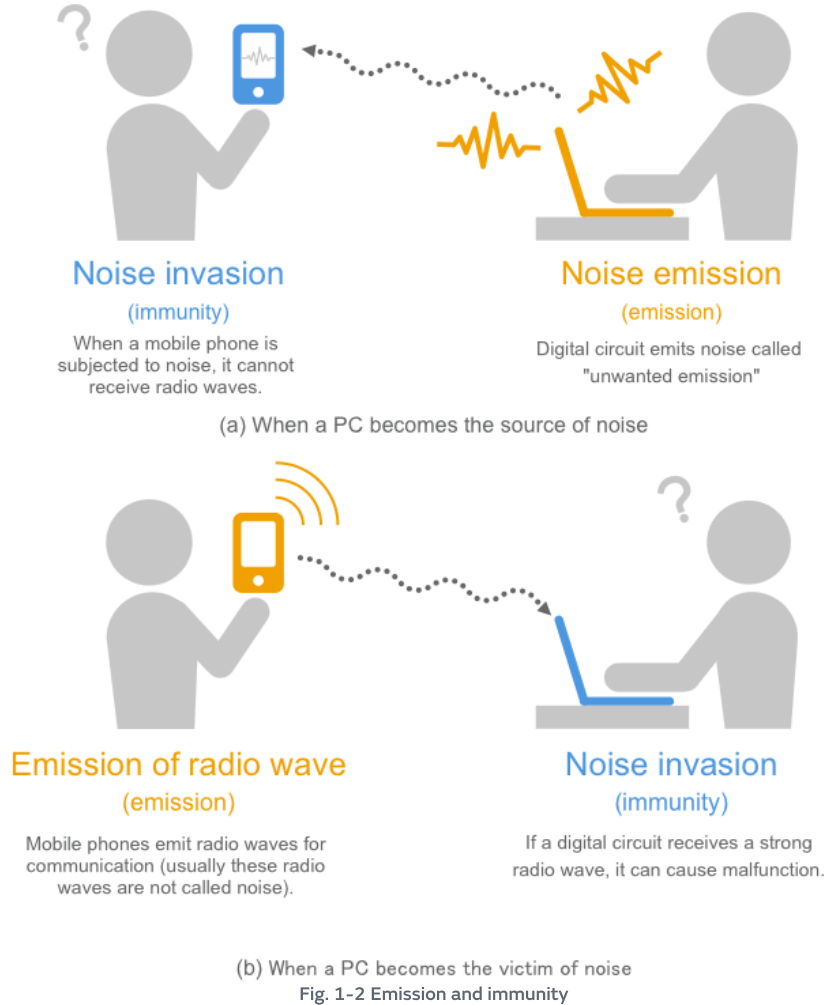 ?
Noise invasion
(immunity)
When a mobile phone is
subjected to noise, it cannot
receive radio waves.
Noise emission
(emission)
Digital circuit emits noise called
"unwanted emission"
(a) When a PC becomes the source of noise
?
Emission of radio wave
(emission)
Mobile phones emit radio waves for
communication (usually these radio
waves are not called noise).
Noise invasion
(immunity)
If a digital circuit receives a strong
radio wave, it can cause malfunction.
(b) When a PC becomes the victim of noise
Fig. 1-2 Emission and immunity